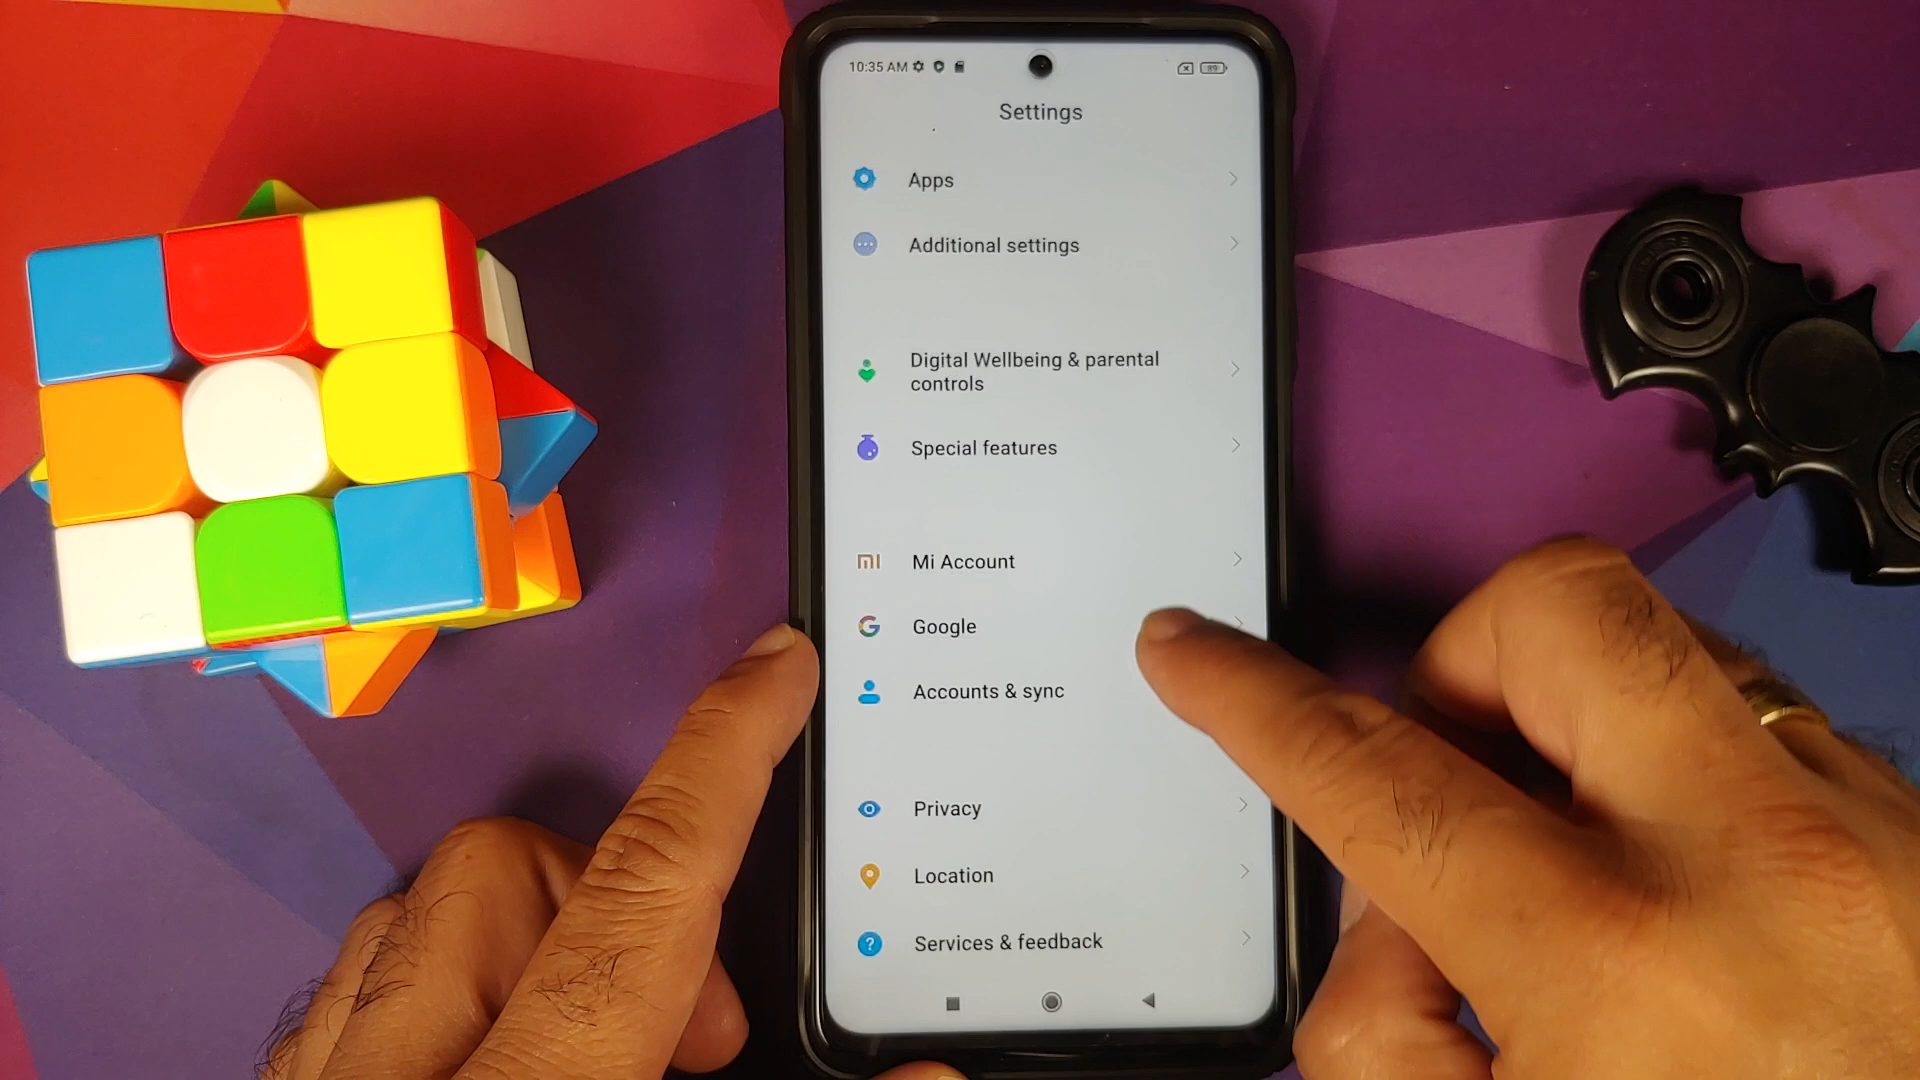 10:35 AM
89
Settings
Apps
Additional settings
Digital Wellbeing & parental
controls
Special features
Mi Account
Google
Accounts & sync
Privacy
Location
Services & feedback